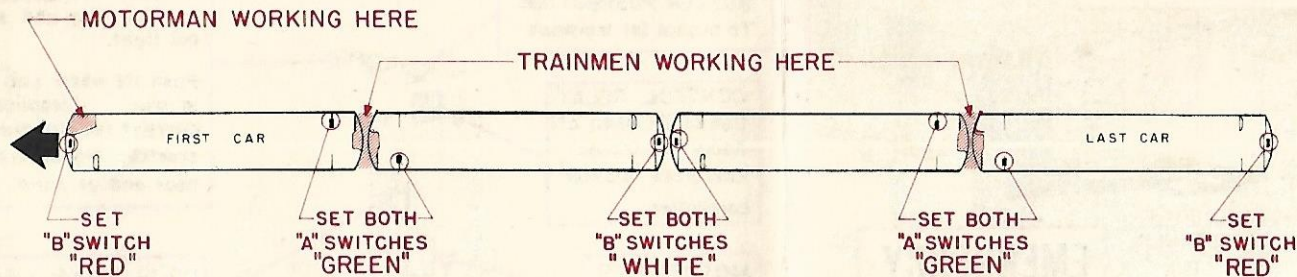 MOTORMAN WORKING HERE
TRAINMEN WORKING HERE
FIRST CAR
LAST CAR
SET
"B" SWITCH
"RED"
SET BOTH
"A" SWITCHES
"GREEN"
SET BOTH
"B" SWITCHES
"WHITE"
SET BOTH
"A" SWITCHES
"GREEN"
SET
"B" SWITCH
"RED"